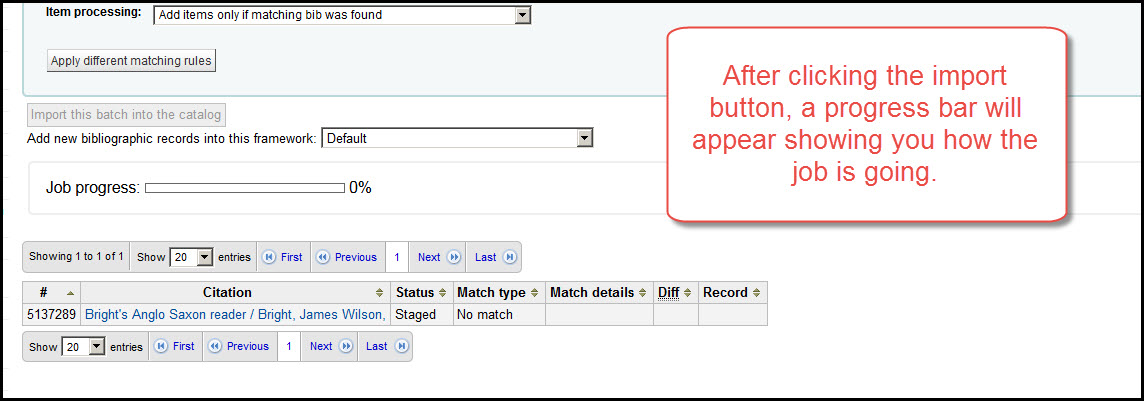 Item processing: Add items only if matching bib was found
Apply different matching rules
After clicking the import
button, a progress bar will
appear showing you how the
job is going.
Import this batch into the catalog
Add new bibliographic records into this framework: Default
Job progress: 0%
Showing 1 to 1 of 1 Show 20 entries First Previous 1 Next Last
# Citation Status Match type Match details Diff Record
5137289 Bright's Anglo Saxon reader / Bright, James Wilson, Staged No match
Show 20 entries First Previous 1 Next Last